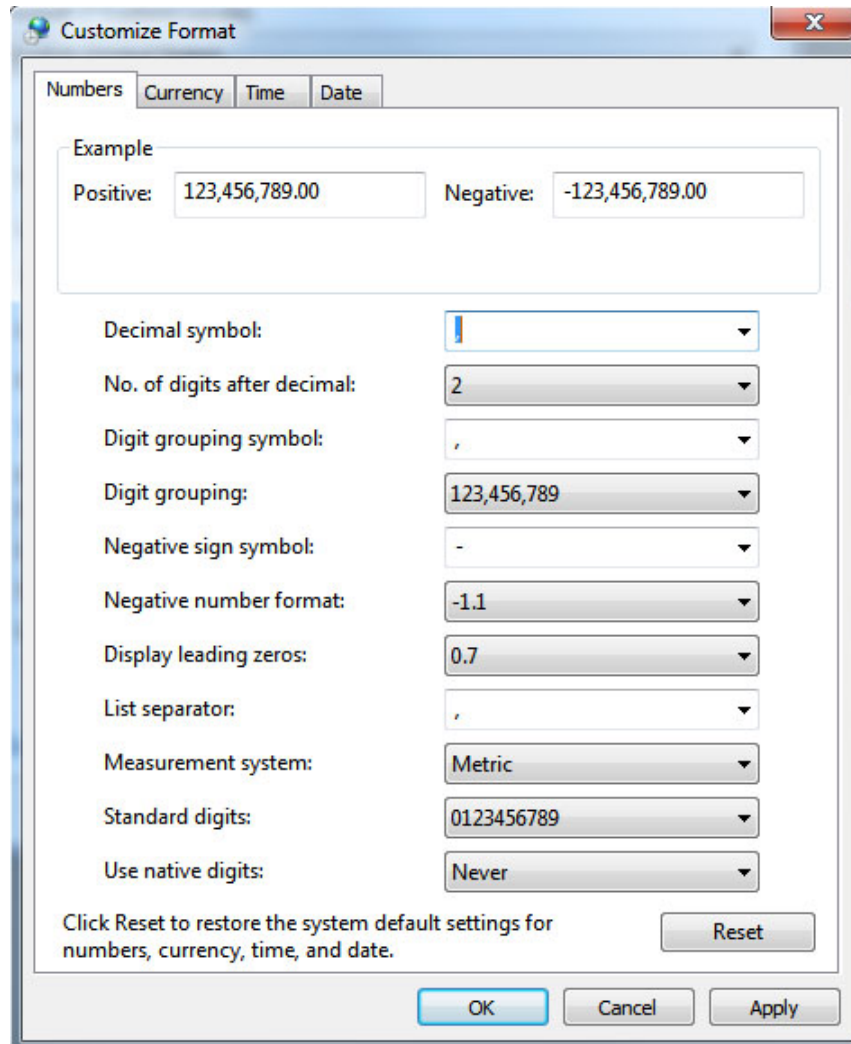 Customize Format
Numbers Currency Time Date
Example
Positive: 123,456,789.00 Negative: -123,456,789.00
Decimal symbol: ,
No. of digits after decimal: 2
Digit grouping symbol: ,
Digit grouping: 123,456,789
Negative sign symbol: -
Negative number format: -1.1
Display leading zeros: 0.7
List separator: ,
Measurement system: Metric
Standard digits: 0123456789
Use native digits: Never
Click Reset to restore the system default settings for
numbers, currency, time, and date.
Reset
OK Cancel Apply